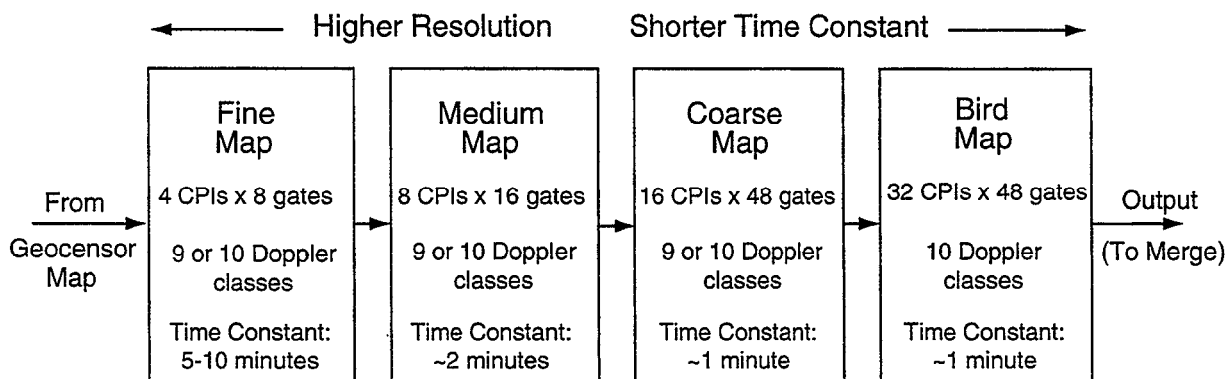 Higher Resolution
Shorter Time Constant
From
Geocensor
Map
Fine
Map
4 CPIs x 8 gates
9 or 10 Doppler
classes
Time Constant:
5-10 minutes
Medium
Map
8 CPIs x 16 gates
9 or 10 Doppler
classes
Time Constant:
~2 minutes
Coarse
Map
16 CPIs x 48 gates
9 or 10 Doppler
classes
Time Constant:
~1 minute
Bird
Map
32 CPIs x 48 gates
10 Doppler
classes
Time Constant:
~1 minute
Output
(To Merge)